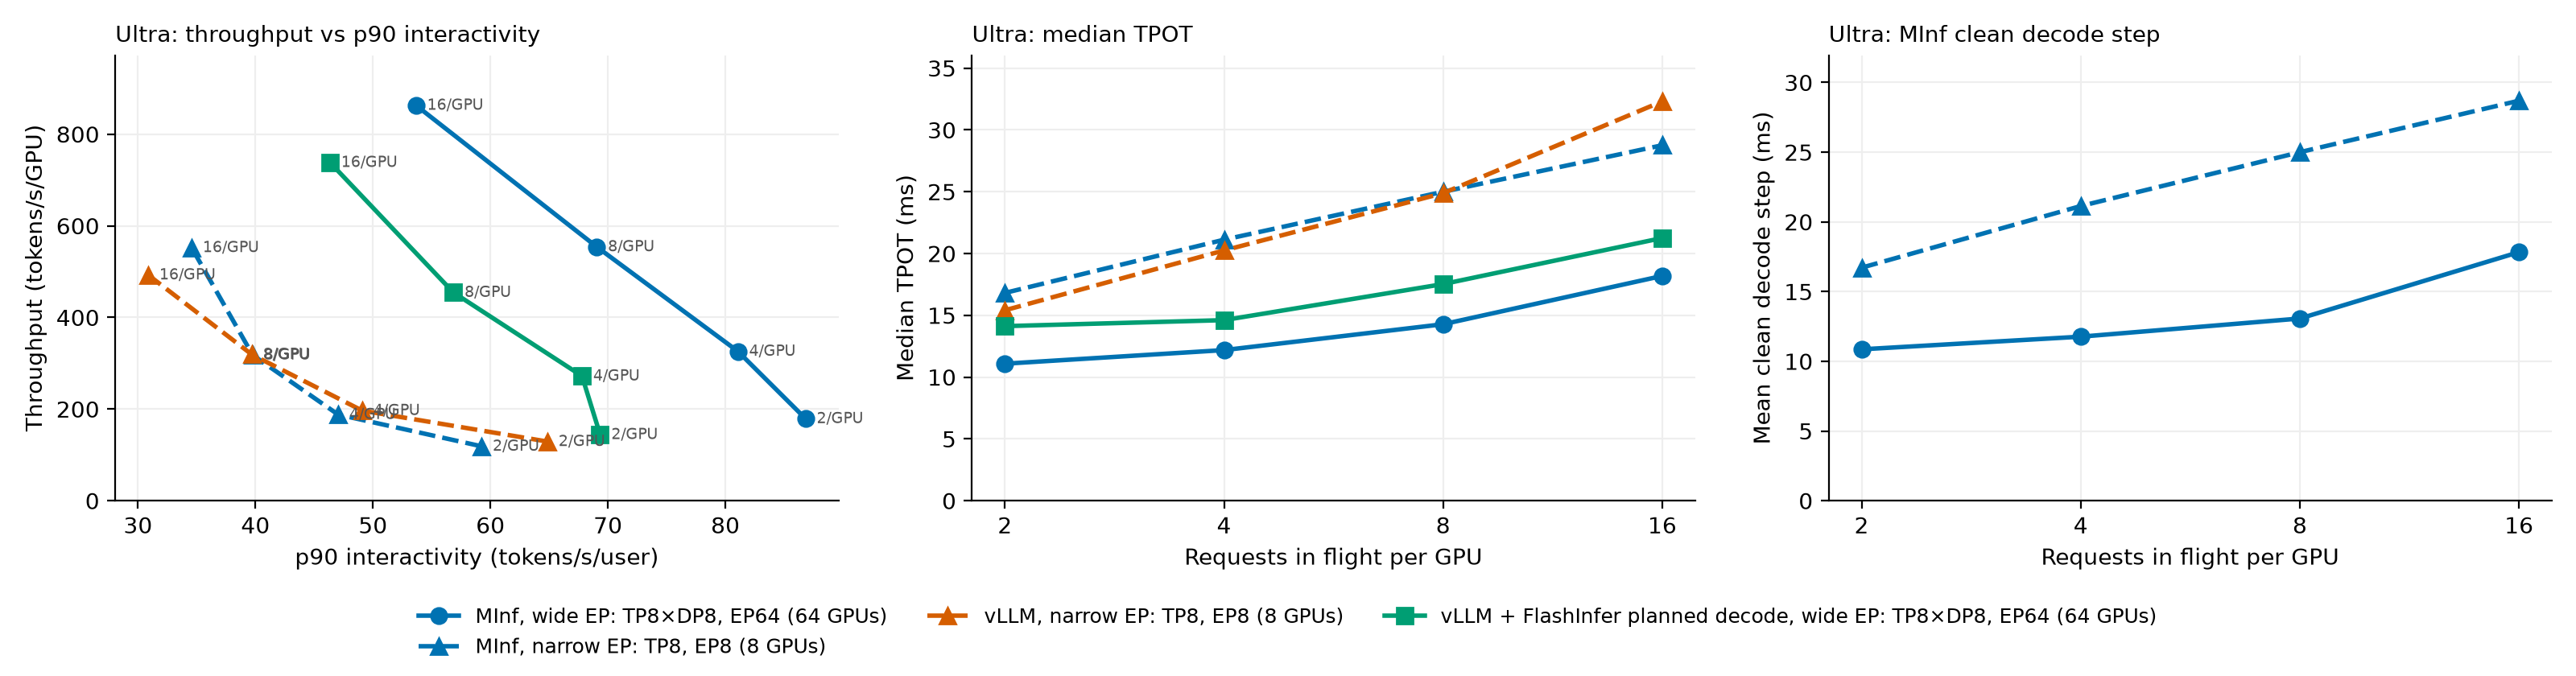 Ultra: throughput vs p90 interactivity
Throughput (tokens/s/GPU)
800
600
400
200
0
16/GPU
8/GPU
4/GPU
2/GPU
16/GPU
8/GPU
4/GPU
2/GPU
16/GPU
8/GPU
4/GPU
2/GPU
16/GPU
8/GPU
4/GPU
2/GPU
30 40 50 60 70 80
p90 interactivity (tokens/s/user)
Ultra: median TPOT
Median TPOT (ms)
35
30
25
20
15
10
5
0
2 4 8 16
Requests in flight per GPU
Ultra: MInf clean decode step
Mean clean decode step (ms)
30
25
20
15
10
5
0
2 4 8 16
Requests in flight per GPU
MInf, wide EP: TP8×DP8, EP64 (64 GPUs)
MInf, narrow EP: TP8, EP8 (8 GPUs)
vLLM, narrow EP: TP8, EP8 (8 GPUs)
vLLM + FlashInfer planned decode, wide EP: TP8×DP8, EP64 (64 GPUs)